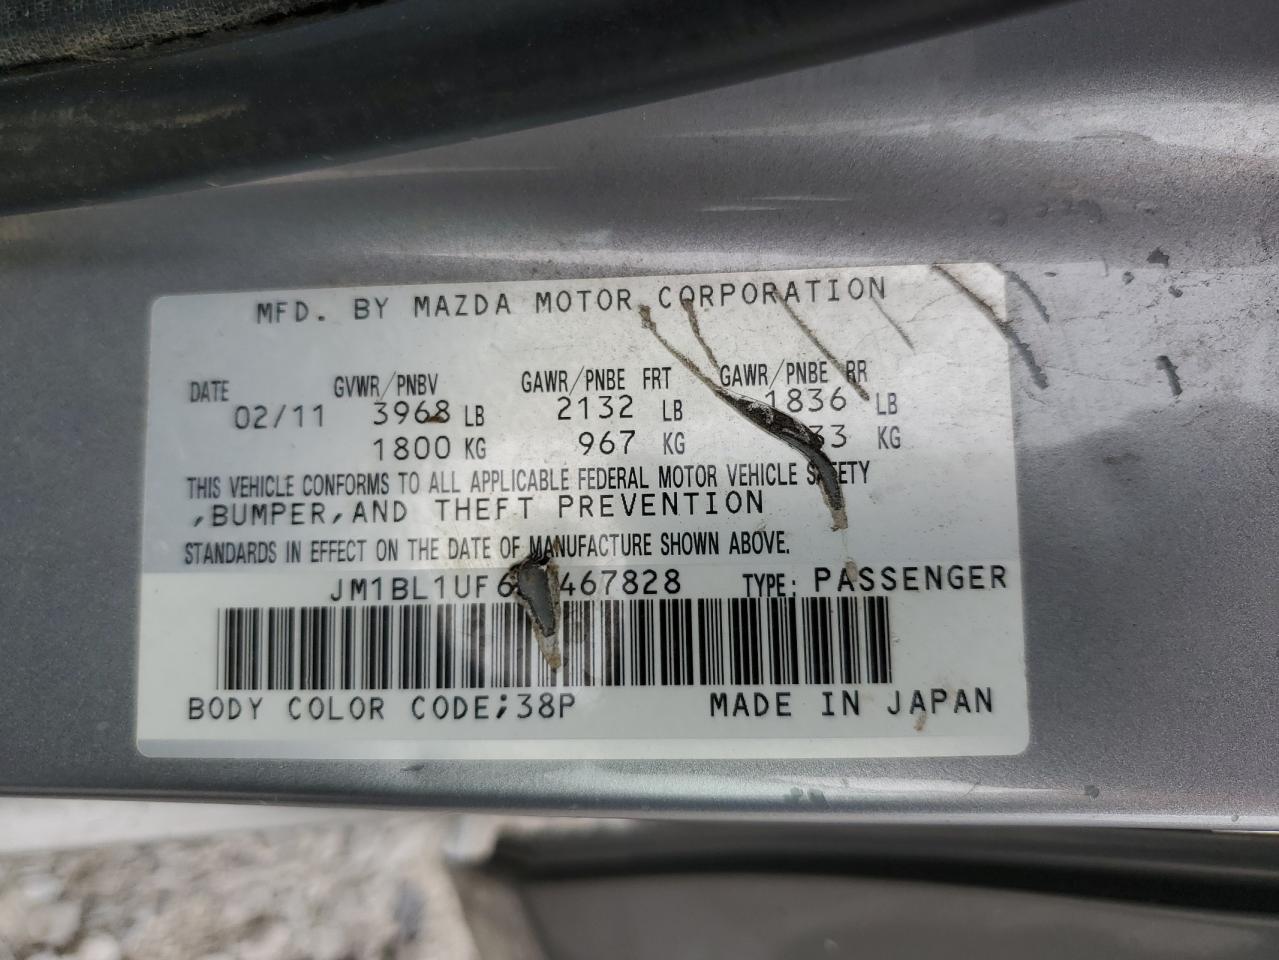 MFD. BY MAZDA MOTOR CORPORATION
DATE GVWR/PNBV GAWR/PNBE FRT GAWR/PNBE RR
02/11 3968 LB 2132 LB 1836 LB
1800 KG 967 KG KG
THIS VEHICLE CONFORMS TO ALL APPLICABLE FEDERAL MOTOR VEHICLE SAFETY
,BUMPER,AND THEFT PREVENTION
STANDARDS IN EFFECT ON THE DATE OF MANUFACTURE SHOWN ABOVE.
TYPE: PASSENGER
BODY COLOR CODE;38P MADE IN JAPAN